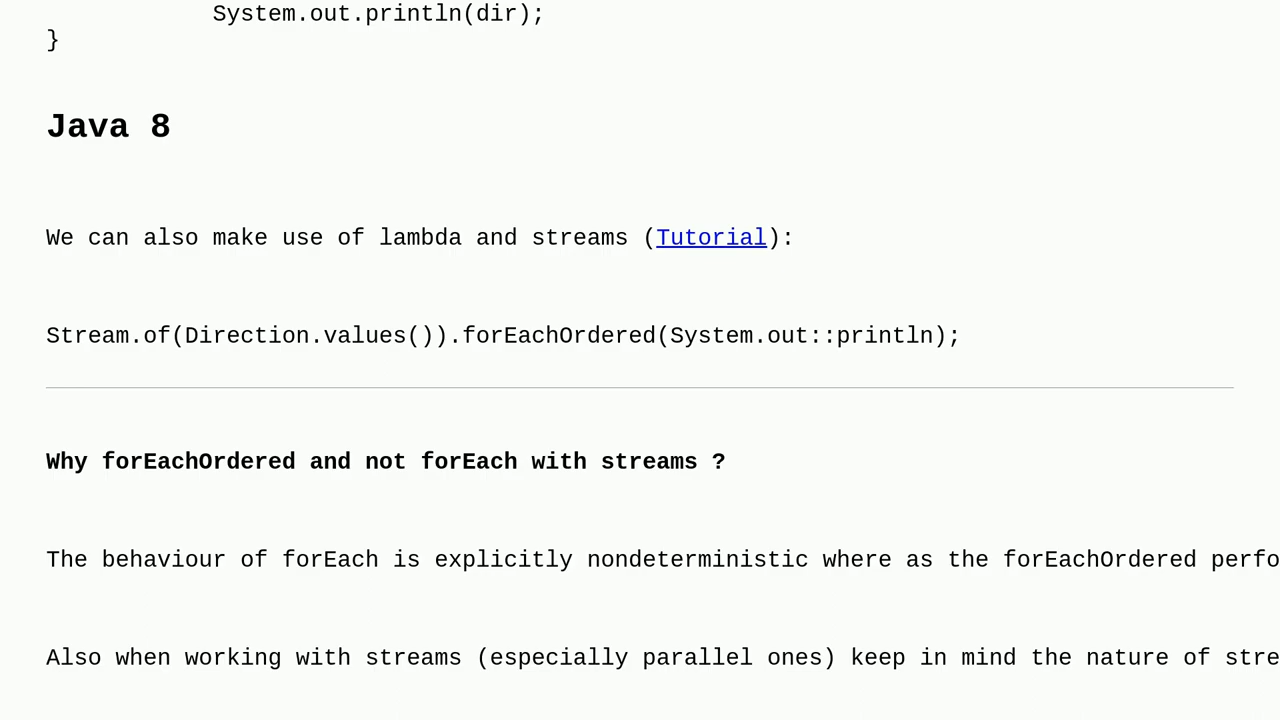 System.out.println(dir);
}
Java 8
We can also make use of lambda and streams (Tutorial):
Stream.of(Direction.values()).forEachOrdered(System.out::println);
Why forEachOrdered and not forEach with streams ?
The behaviour of forEach is explicitly nondeterministic where as the forEachOrdered perfo
Also when working with streams (especially parallel ones) keep in mind the nature of stre